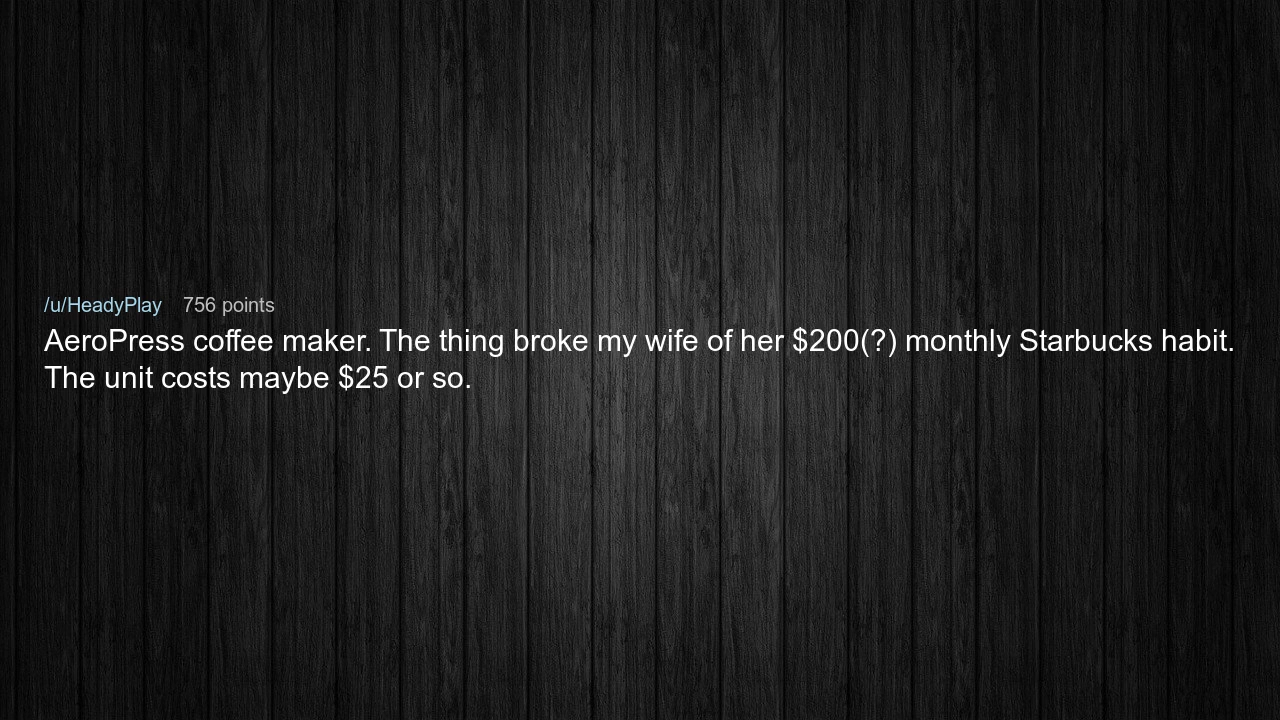 /u/HeadyPlay 756 points
AeroPress coffee maker. The thing broke my wife of her $200(?) monthly Starbucks habit.
The unit costs maybe $25 or so.